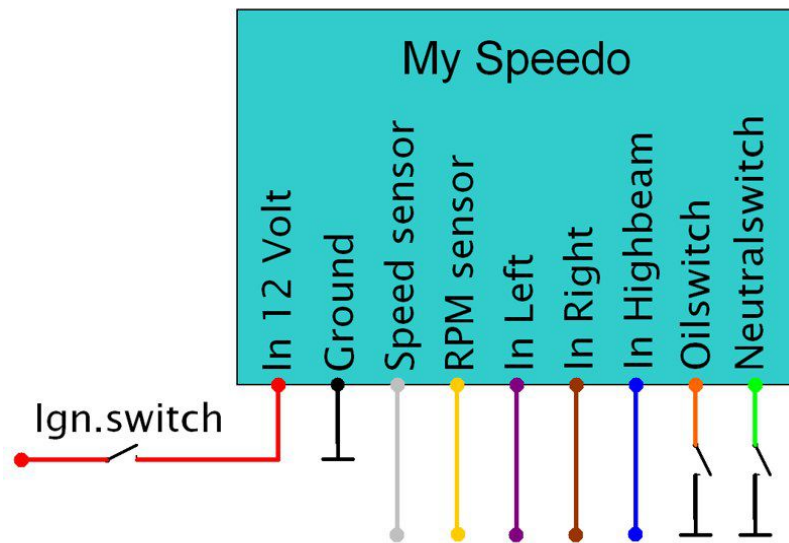 My Speedo
In 12 Volt
Ground
Speed sensor
RPM sensor
In Left
In Right
In Highbeam
Oilswitch
Neutralswitch
Ign.switch